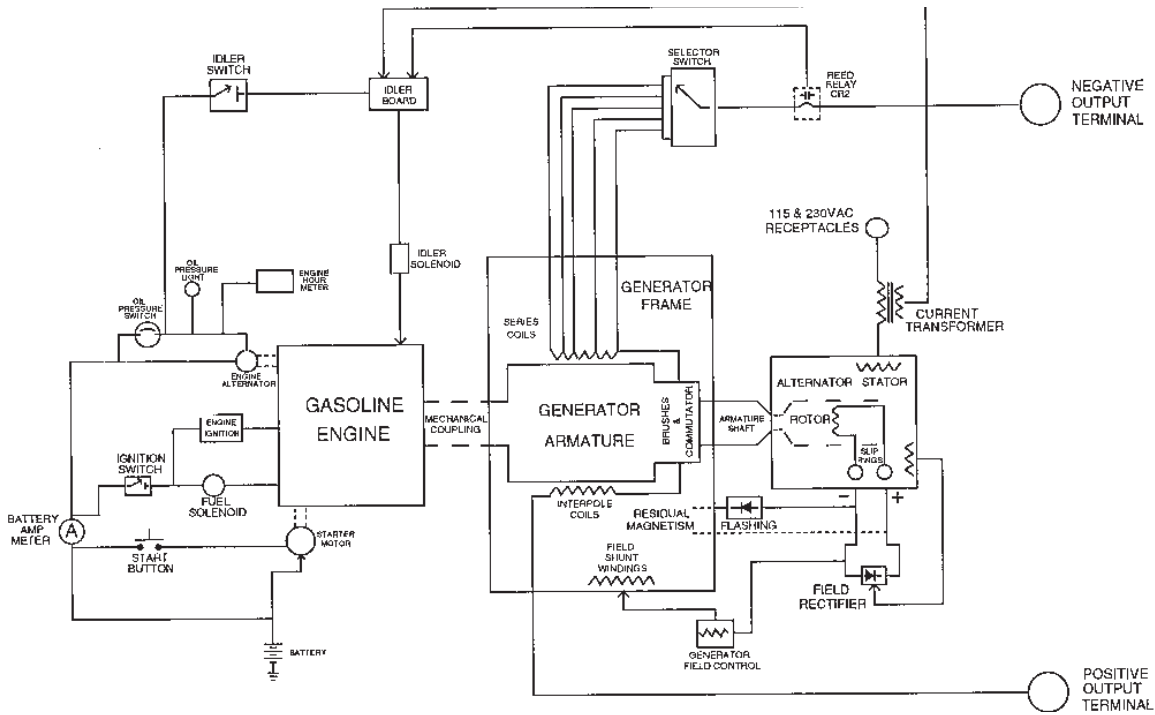 IDLER
SWITCH
IDLER
BOARD
SELECTOR
SWITCH
REED
RELAY
CR2
NEGATIVE
OUTPUT
TERMINAL
115 & 230VAC
RECEPTACLES
IDLER
SOLENOID
OIL
PRESSURE
LIGHT
ENGINE
HOUR
METER
OIL
PRESSURE
SWITCH
GENERATOR
FRAME
SERIES
COILS
CURRENT
TRANSFORMER
ENGINE
ALTERNATOR
GASOLINE
ENGINE
MECHANICAL
COUPLING
GENERATOR
ARMATURE
BRUSHES
&
COMMUTATOR
ARMATURE
SHAFT
ALTERNATOR
STATOR
ROTOR
SLIP
RINGS
ENGINE
IGNITION
IGNITION
SWITCH
FUEL
SOLENOID
BATTERY
AMP
METER
A
START
BUTTON
STARTER
MOTOR
INTERPOLE
COILS
RESIDUAL
MAGNETISM
FLASHING
- +
FIELD
SHUNT
WINDINGS
FIELD
RECTIFIER
GENERATOR
FIELD CONTROL
BATTERY
POSITIVE
OUTPUT
TERMINAL